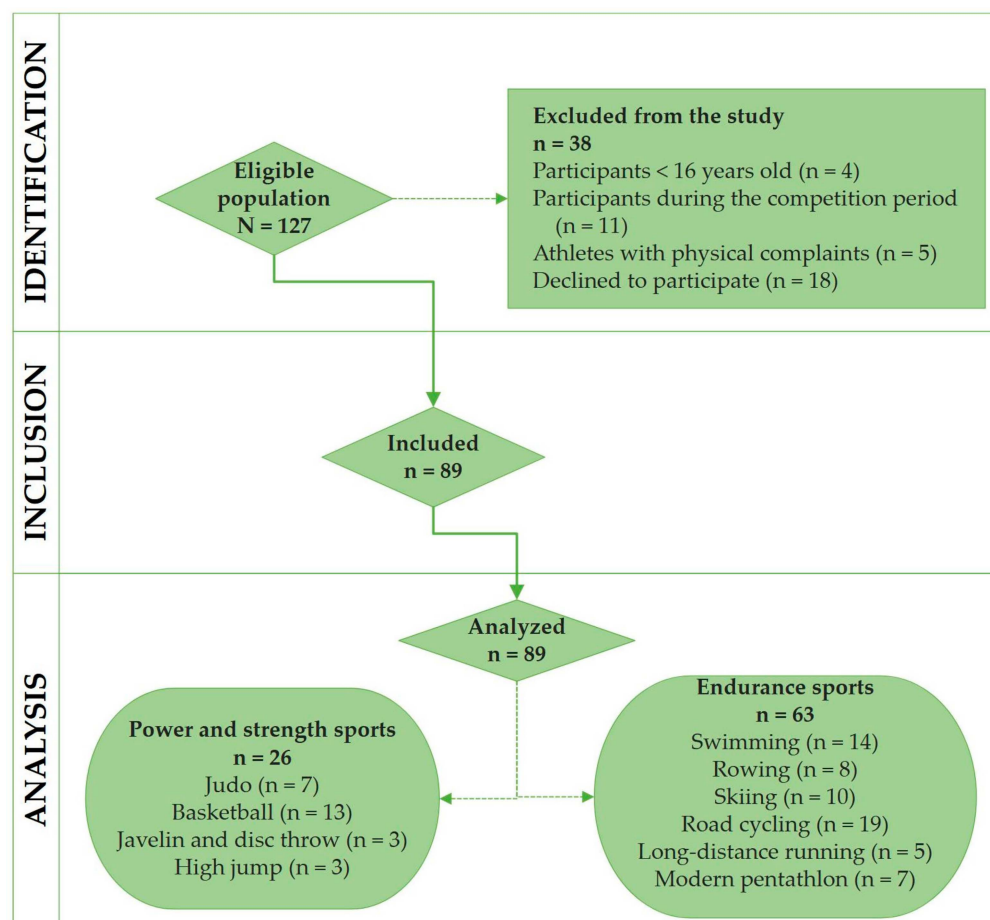 IDENTIFICATION
Eligible
population
N = 127
Excluded from the study
n = 38
Participants < 16 years old (n = 4)
Participants during the competition period
(n = 11)
Athletes with physical complaints (n = 5)
Declined to participate (n = 18)
INCLUSION
Included
n = 89
ANALYSIS
Analyzed
n = 89
Power and strength sports
n = 26
Judo (n = 7)
Basketball (n = 13)
Javelin and disc throw (n = 3)
High jump (n = 3)
Endurance sports
n = 63
Swimming (n = 14)
Rowing (n = 8)
Skiing (n = 10)
Road cycling (n = 19)
Long-distance running (n = 5)
Modern pentathlon (n = 7)